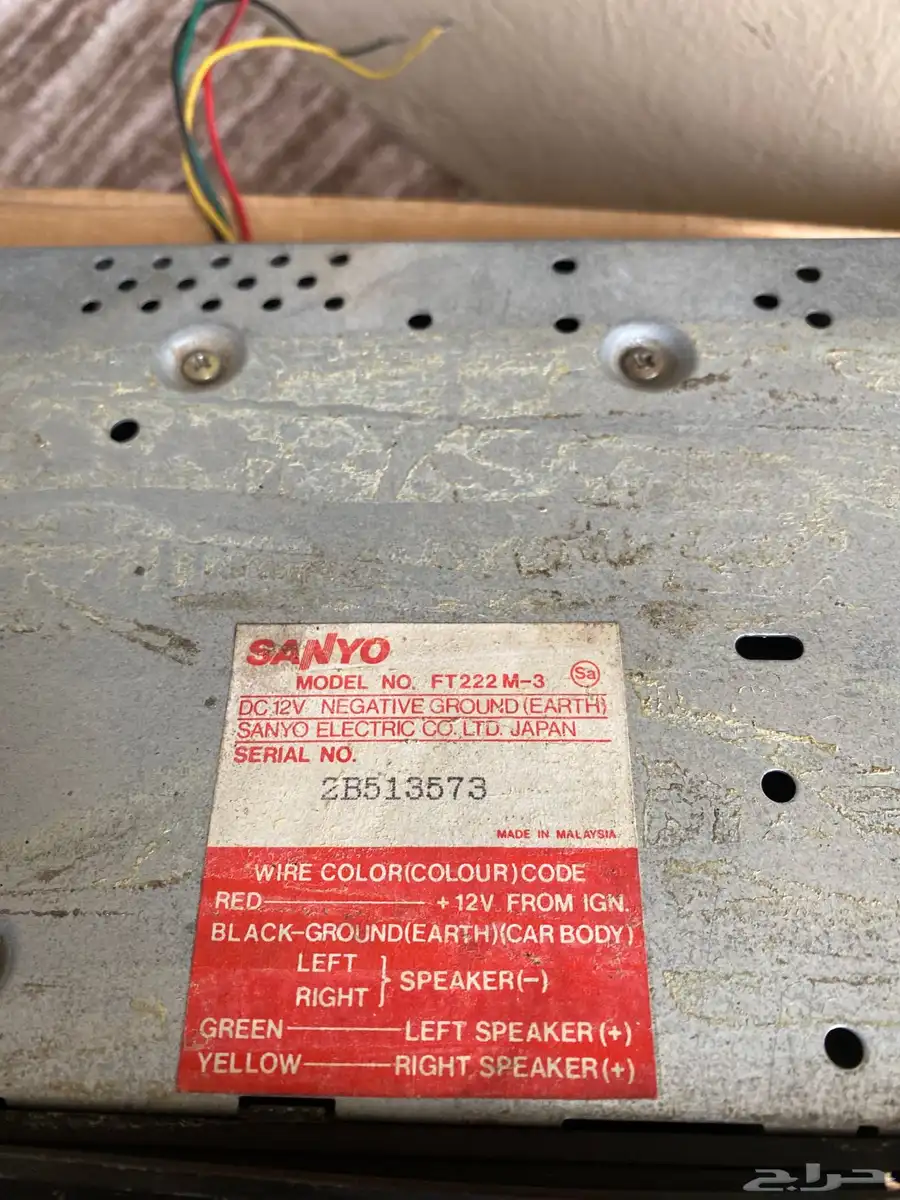 SANYO
MODEL NO. FT222M-3 Sa
DC 12V NEGATIVE GROUND (EARTH)
SANYO ELECTRIC CO. LTD. JAPAN
SERIAL NO.
2B513573
MADE IN MALAYSIA
WIRE COLOR(COLOUR)CODE
RED +12V FROM IGN.
BLACK-GROUND(EARTH)(CAR BODY)
LEFT
RIGHT } SPEAKER(-)
GREEN LEFT SPEAKER(+)
YELLOW RIGHT SPEAKER(+)
حراج